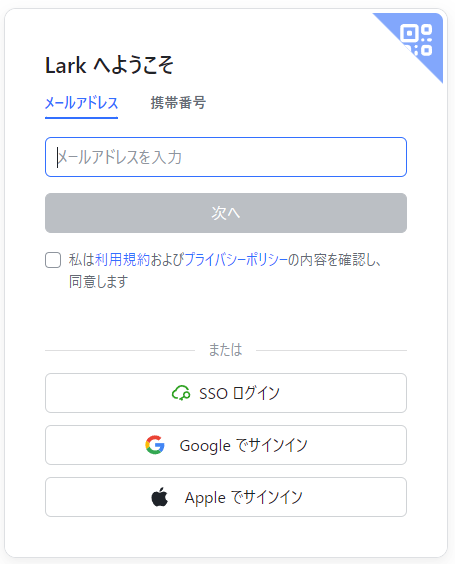 Lark へようこそ
メールアドレス 携帯番号
メールアドレスを入力
次へ
私は利用規約およびプライバシーポリシーの内容を確認し、
同意します
または
SSO ログイン
Google でサインイン
Apple でサインイン